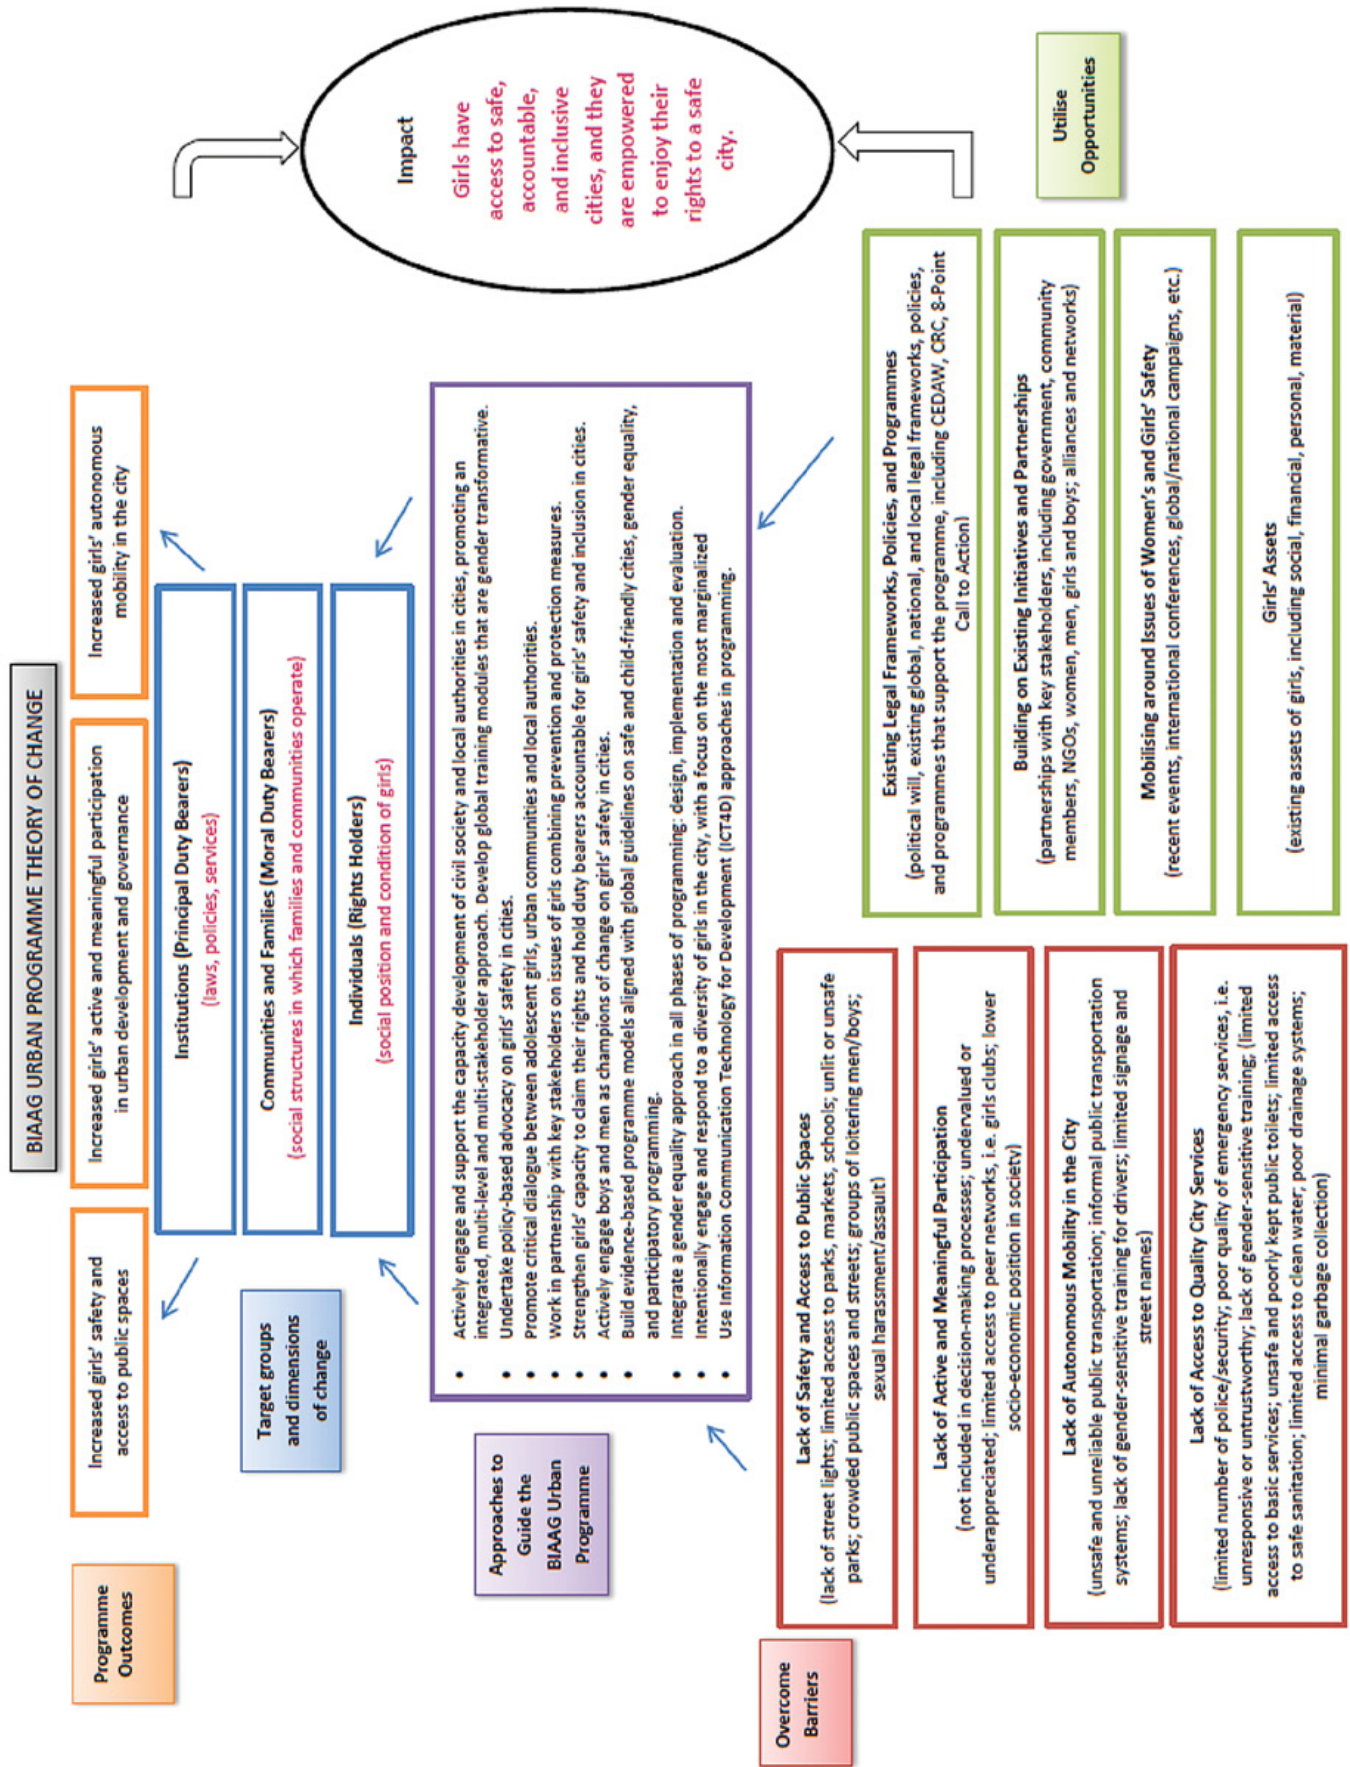 BIAAG URBAN PROGRAMME THEORY OF CHANGE
Programme
Outcomes
Increased girls' safety and
access to public spaces
Increased girls' active and meaningful participation
in urban development and governance
Increased girls' autonomous
mobility in the city
Target groups
and dimensions
of change
Institutions (Principal Duty Bearers)
(laws, policies, services)
Communities and Families (Moral Duty Bearers)
(social structures in which families and communities operate)
Individuals (Rights Holders)
(social position and condition of girls)
Impact
Girls have
access to safe,
accountable,
and inclusive
cities, and they
are empowered
to enjoy their
rights to a safe
city.
Approaches to
Guide the
BIAAG Urban
Programme
• Actively engage and support the capacity development of civil society and local authorities in cities, promoting an
integrated, multi-level and multi-stakeholder approach. Develop global training modules that are gender transformative.
• Undertake policy-based advocacy on girls' safety in cities.
• Promote critical dialogue between adolescent girls, urban communities and local authorities.
• Work in partnership with key stakeholders on issues of girls combining prevention and protection measures.
• Strengthen girls' capacity to claim their rights and hold duty bearers accountable for girls' safety and inclusion in cities.
• Actively engage boys and men as champions of change on girls' safety in cities.
• Build evidence-based programme models aligned with global guidelines on safe and child-friendly cities, gender equality,
and participatory programming.
• Integrate a gender equality approach in all phases of programming: design, implementation and evaluation.
• Intentionally engage and respond to a diversity of girls in the city, with a focus on the most marginalized
• Use Information Communication Technology for Development (ICT4D) approaches in programming.
Overcome
Barriers
Lack of Safety and Access to Public Spaces
(lack of street lights; limited access to parks, markets, schools; unlit or unsafe
parks; crowded public spaces and streets; groups of loitering men/boys;
sexual harassment/assault)
Lack of Active and Meaningful Participation
(not included in decision-making processes; undervalued or
underappreciated; limited access to peer networks, i.e. girls clubs; lower
socio-economic position in society)
Lack of Autonomous Mobility in the City
(unsafe and unreliable public transportation; informal public transportation
systems; lack of gender-sensitive training for drivers; limited signage and
street names)
Lack of Access to Quality City Services
(limited number of police/security; poor quality of emergency services, i.e.
unresponsive or untrustworthy; lack of gender-sensitive training; (limited
access to basic services; unsafe and poorly kept public toilets; limited access
to safe sanitation; limited access to clean water; poor drainage systems;
minimal garbage collection)
Existing Legal Frameworks, Policies, and Programmes
(political will, existing global, national, and local legal frameworks, policies,
and programmes that support the programme, including CEDAW, CRC, 8-Point
Call to Action)
Building on Existing Initiatives and Partnerships
(partnerships with key stakeholders, including government, community
members, NGOs, women, men, girls and boys; alliances and networks)
Mobilising around Issues of Women's and Girls' Safety
(recent events, international conferences, global/national campaigns, etc.)
Girls' Assets
(existing assets of girls, including social, financial, personal, material)
Utilise
Opportunities